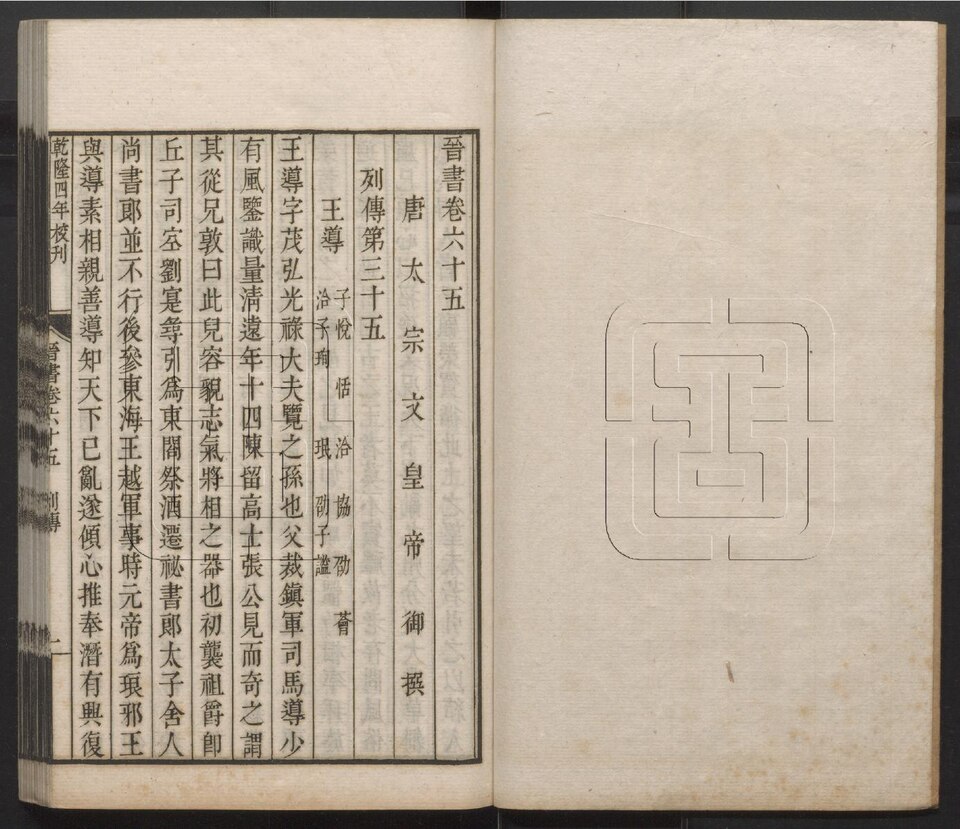 晉書卷六十五
唐太宗文皇帝御撰
列傳第三十五
王導
子悅 恬 洽 協 劭 薈
洽子珣 珉 劭子謐
王導字茂弘光祿大夫覽之孫也父裁鎭軍司馬導少
有風鑒識量淸遠年十四陳留高士張公見而奇之謂
其從兄敦曰此兒容貌志氣將相之器也初襲祖爵卽
丘子司空劉寔尋引爲東閤祭酒遷祕書郞太子舍人
尚書郞並不行後參東海王越軍事時元帝爲琅邪王
與導素相親善導知天下已亂遂傾心推奉潛有興復
乾隆四年校刊
晉書卷六十五 列傳
一